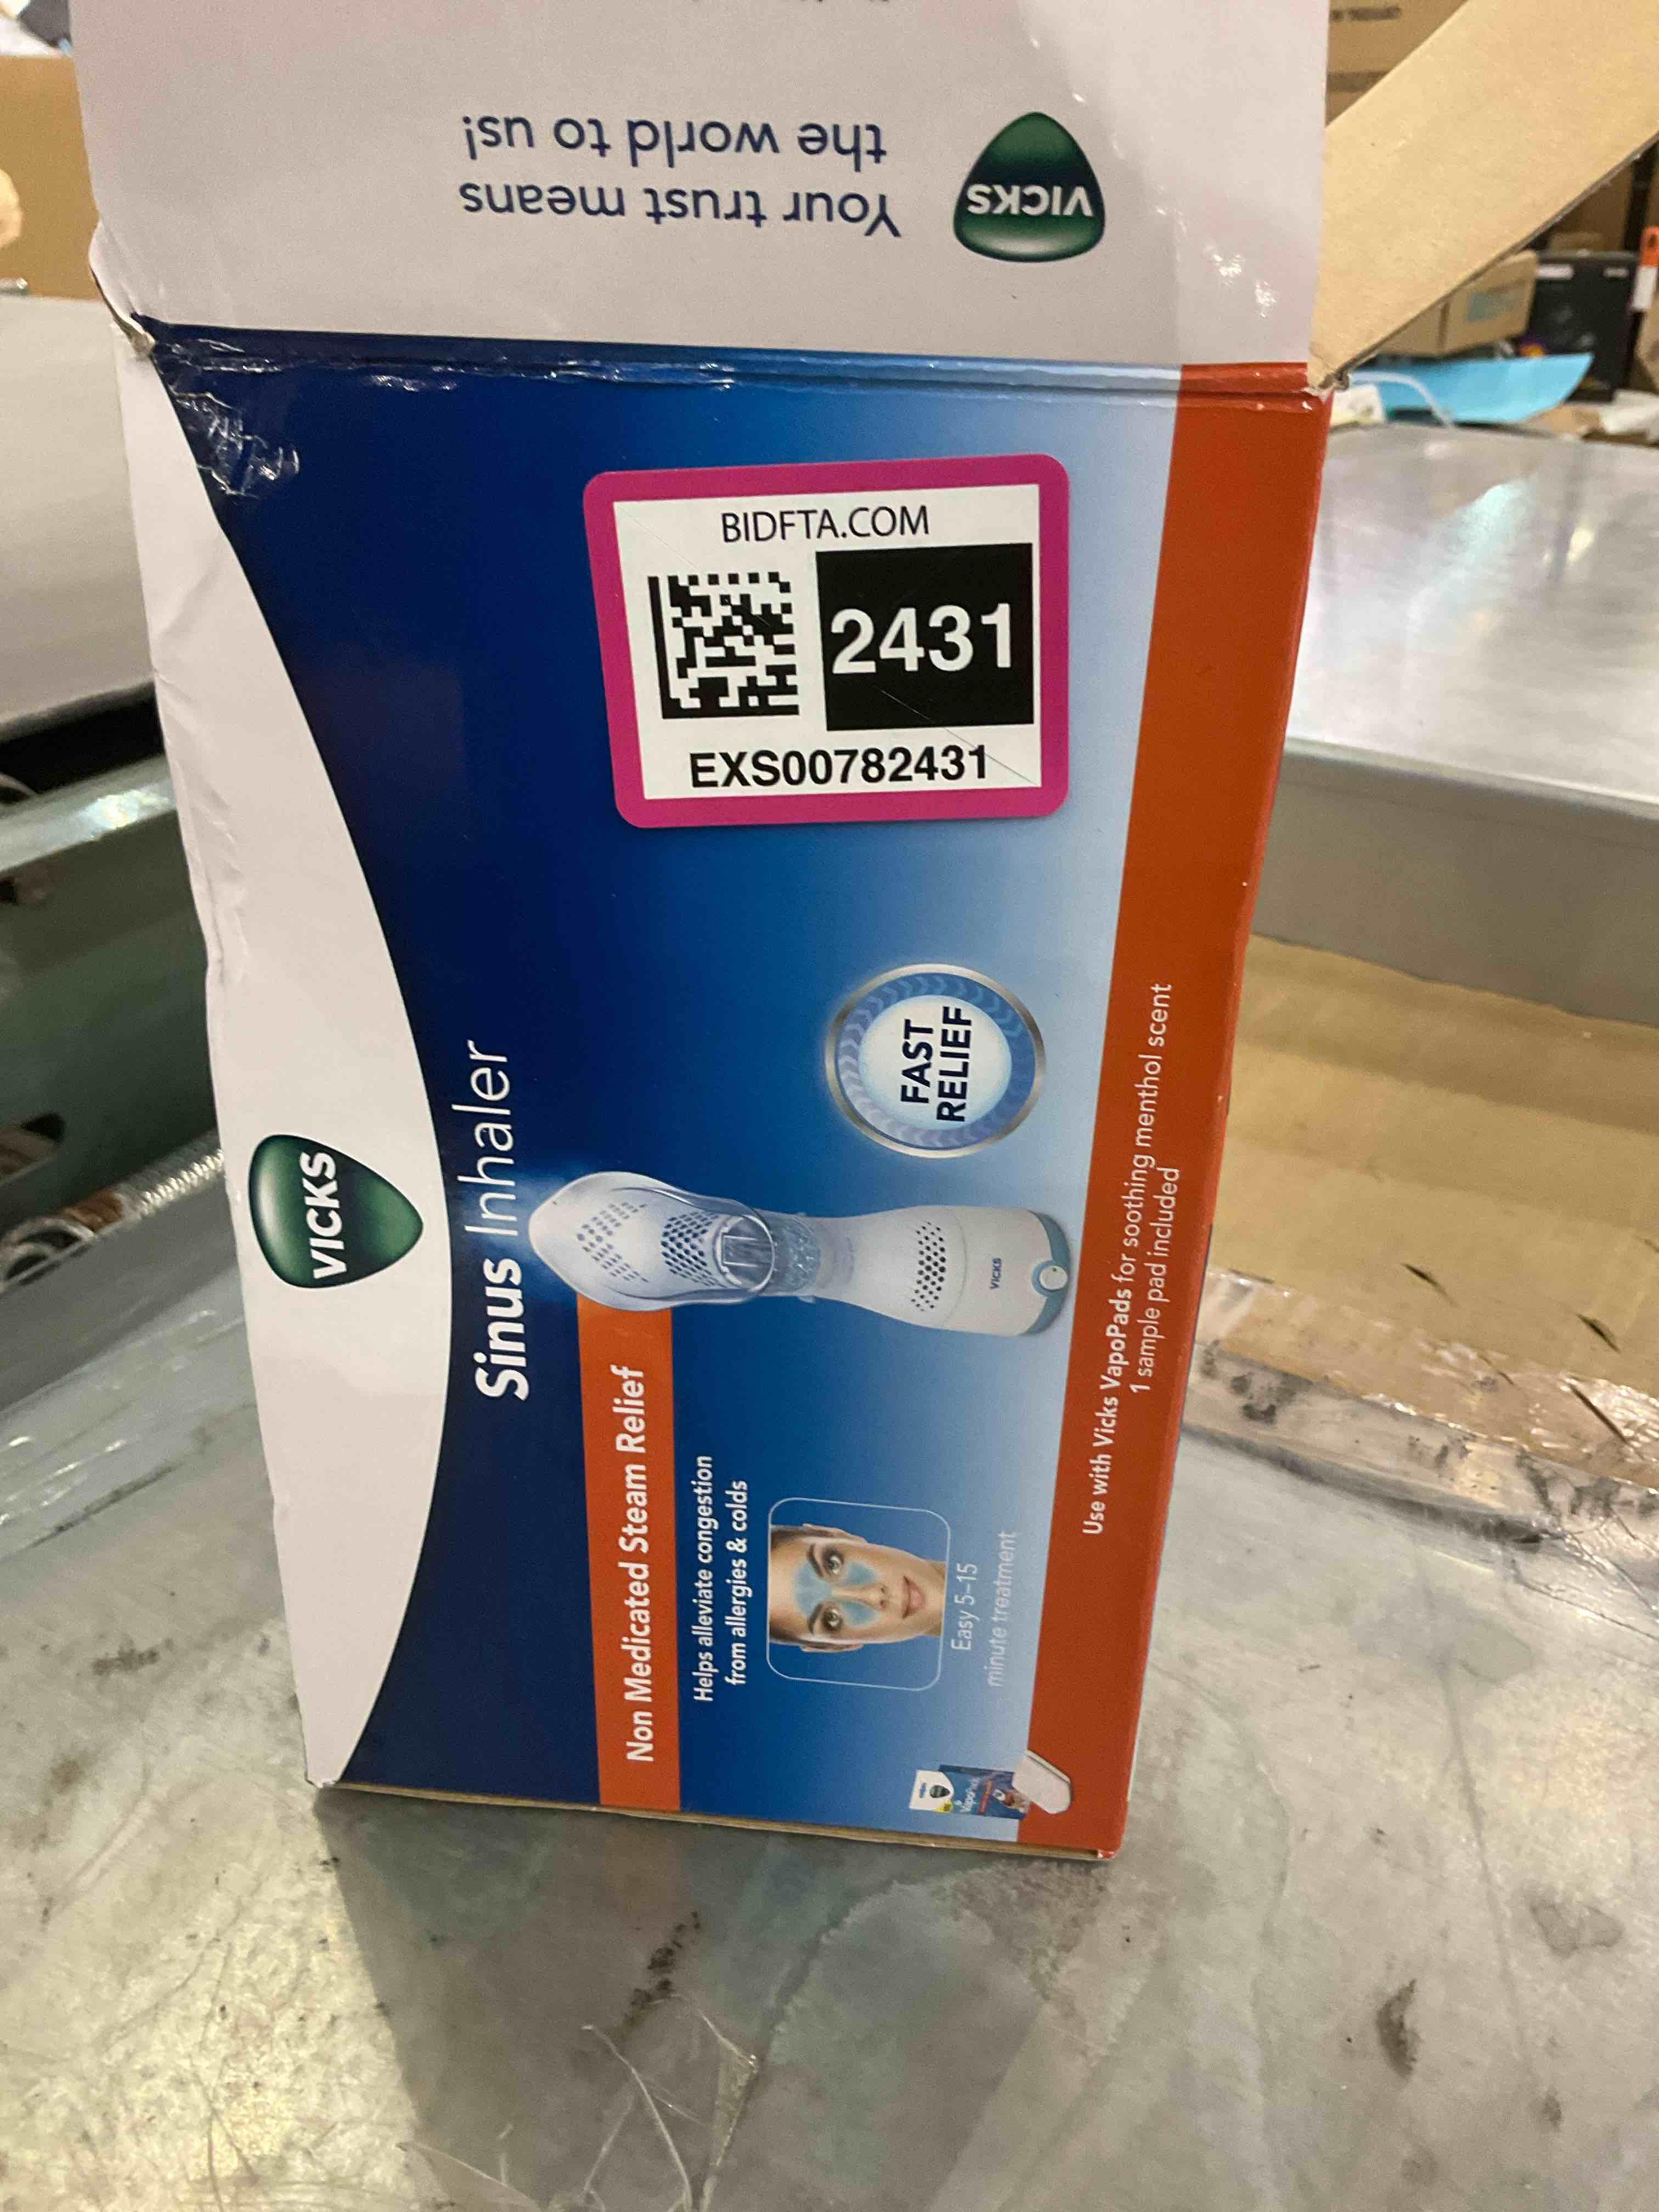 Your trust means
the world to us!
VICKS
BIDFTA.COM
2431
EXS00782431
VICKS
Sinus Inhaler
Non Medicated Steam Relief
Helps alleviate congestion
from allergies & colds
Easy 5-15
minute treatment
FAST
RELIEF
VICKS
Use with Vicks VapoPads for soothing menthol scent
1 sample pad included